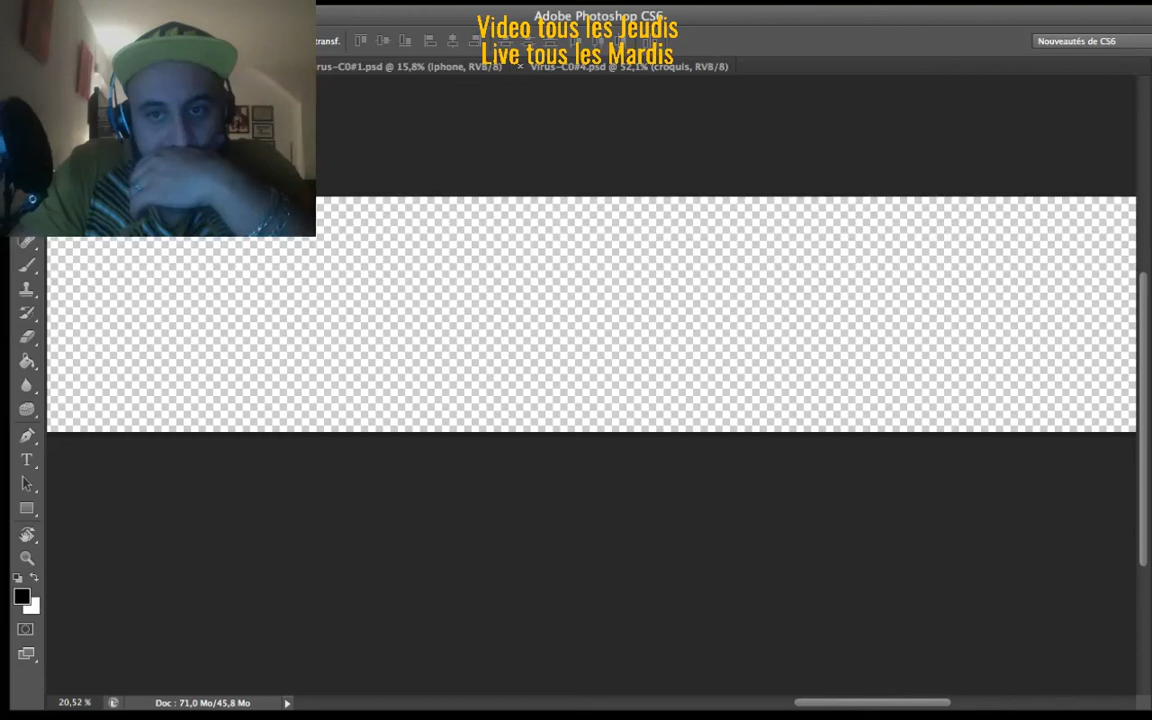 Adobe Photoshop CS6
Video tous les Jeudis
Live tous les Mardis
transf.
Nouveautés de CS6
rus-C0#1.psd @ 15,8% (Iphone, RVB/8)
× Virus-C0#4.psd @ 52,1% (croquis, RVB/8)
T
20,52 %
Doc : 71,0 Mo/45,8 Mo